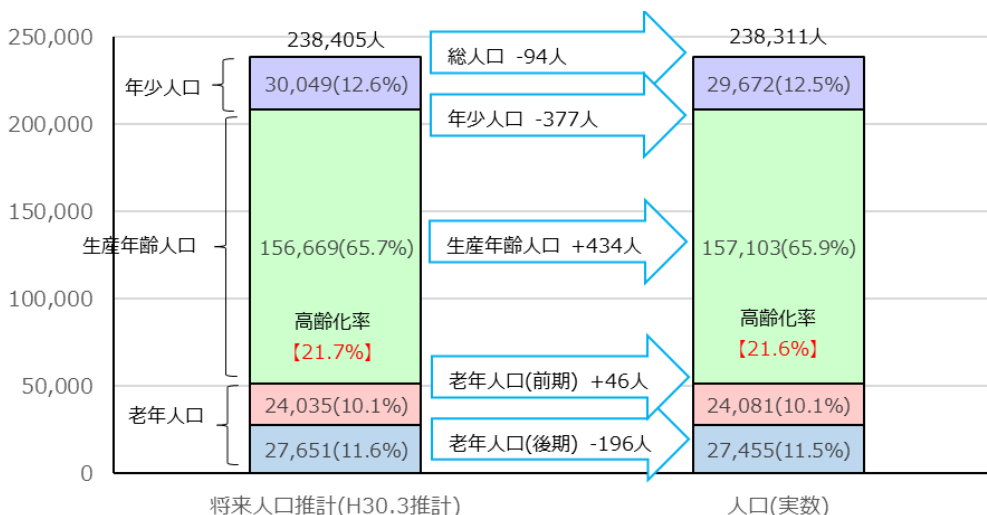 250,000
200,000
150,000
100,000
50,000
0
年少人口
生産年齢人口
老年人口
238,405人
30,049(12.6%)
156,669(65.7%)
高齢化率
【21.7%】
24,035(10.1%)
27,651(11.6%)
総人口 -94人
年少人口 -377人
生産年齢人口 +434人
老年人口(前期) +46人
老年人口(後期) -196人
238,311人
29,672(12.5%)
157,103(65.9%)
高齢化率
【21.6%】
24,081(10.1%)
27,455(11.5%)
将来人口推計(H30.3推計)
人口(実数)